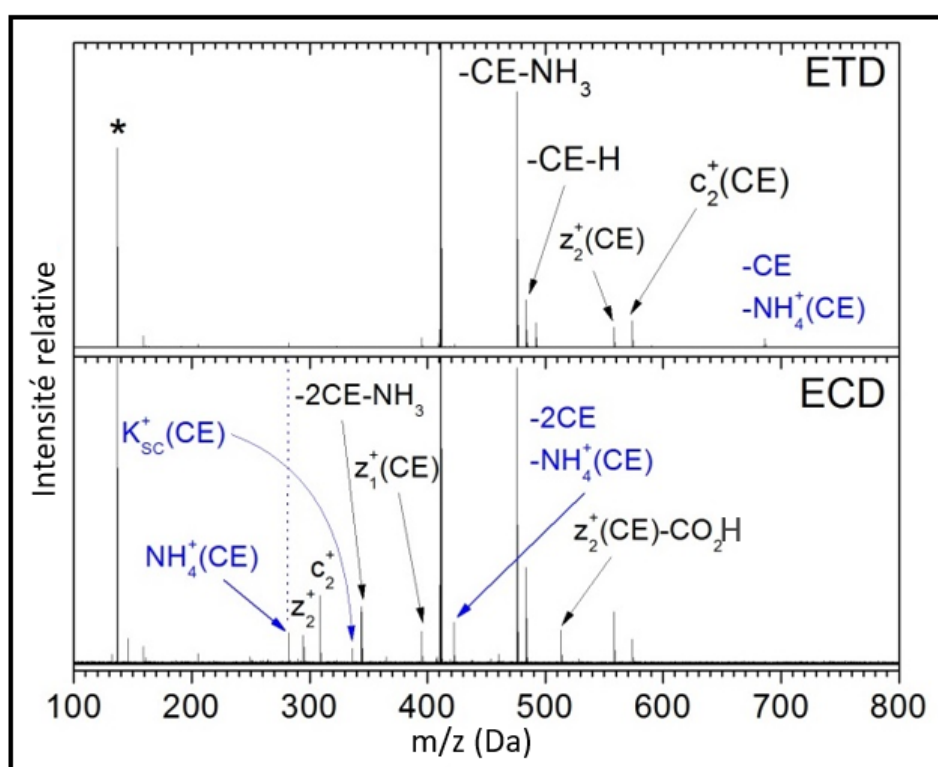 ETD
-CE-NH₃
*
-CE-H
c₂⁺(CE)
z₂⁺(CE)
-CE
-NH₄⁺(CE)
Intensité relative
ECD
-2CE-NH₃
-2CE
K⁺SC(CE)
-NH₄⁺(CE)
z₁⁺(CE)
z₂⁺(CE)-CO₂H
NH₄⁺(CE)
c₂⁺
z₂⁺
100 200 300 400 500 600 700 800
m/z (Da)